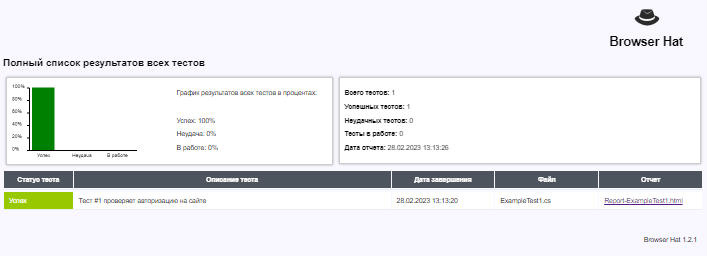 Browser Hat
Полный список результатов всех тестов
100%
80%
60%
40%
20%
0%
Успех Неудача В работе
График результатов всех тестов в процентах:
Успех: 100%
Неудача: 0%
В работе: 0%
Всего тестов: 1
Успешных тестов: 1
Неудачных тестов: 0
Тесты в работе: 0
Дата отчета: 28.02.2023 13:13:26
Статус теста Описание теста Дата завершения Файл Отчет
Успех Тест #1 проверяет авторизацию на сайте 28.02.2023 13:13:20 ExampleTest1.cs Report-ExampleTest1.html
Browser Hat 1.2.1